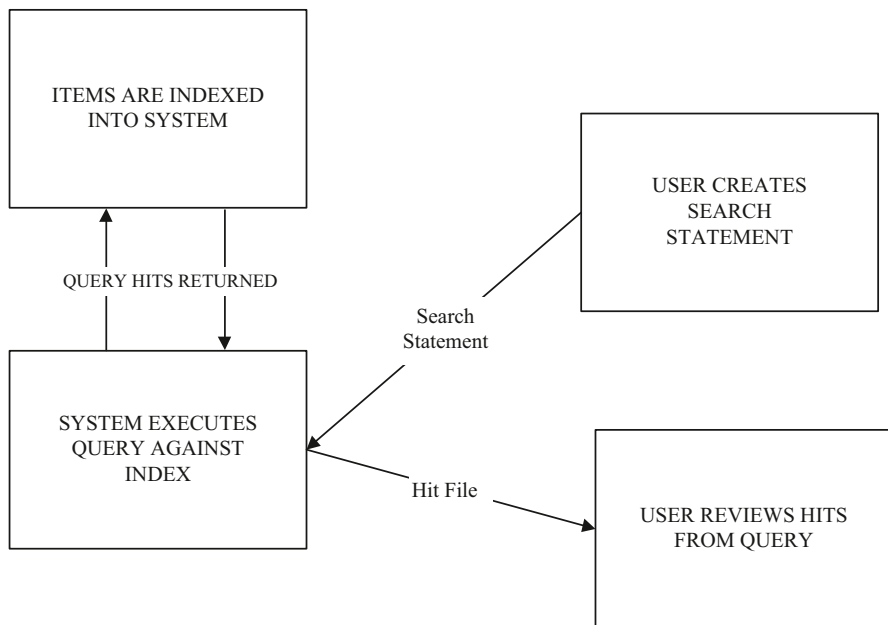 ITEMS ARE INDEXED
INTO SYSTEM
USER CREATES
SEARCH
STATEMENT
QUERY HITS RETURNED
Search
Statement
SYSTEM EXECUTES
QUERY AGAINST
INDEX
Hit File
USER REVIEWS HITS
FROM QUERY